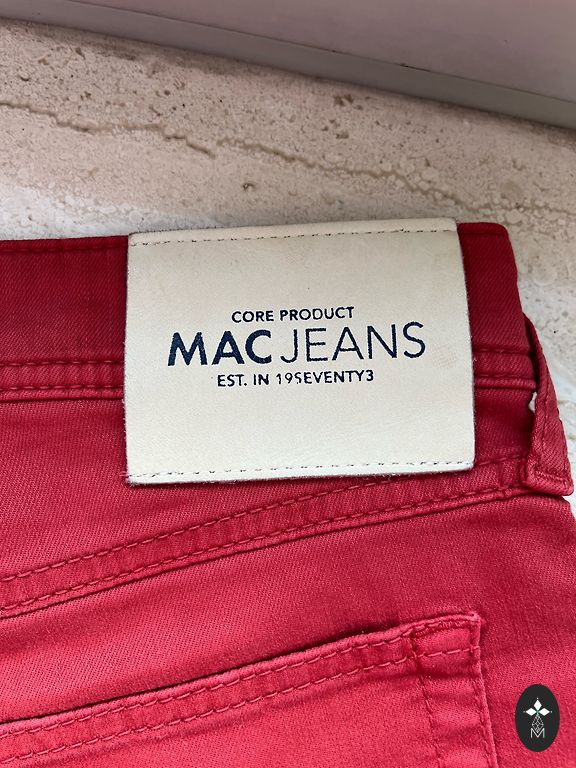 CORE PRODUCT
MAC JEANS
EST. IN 19SEVENTY3
M